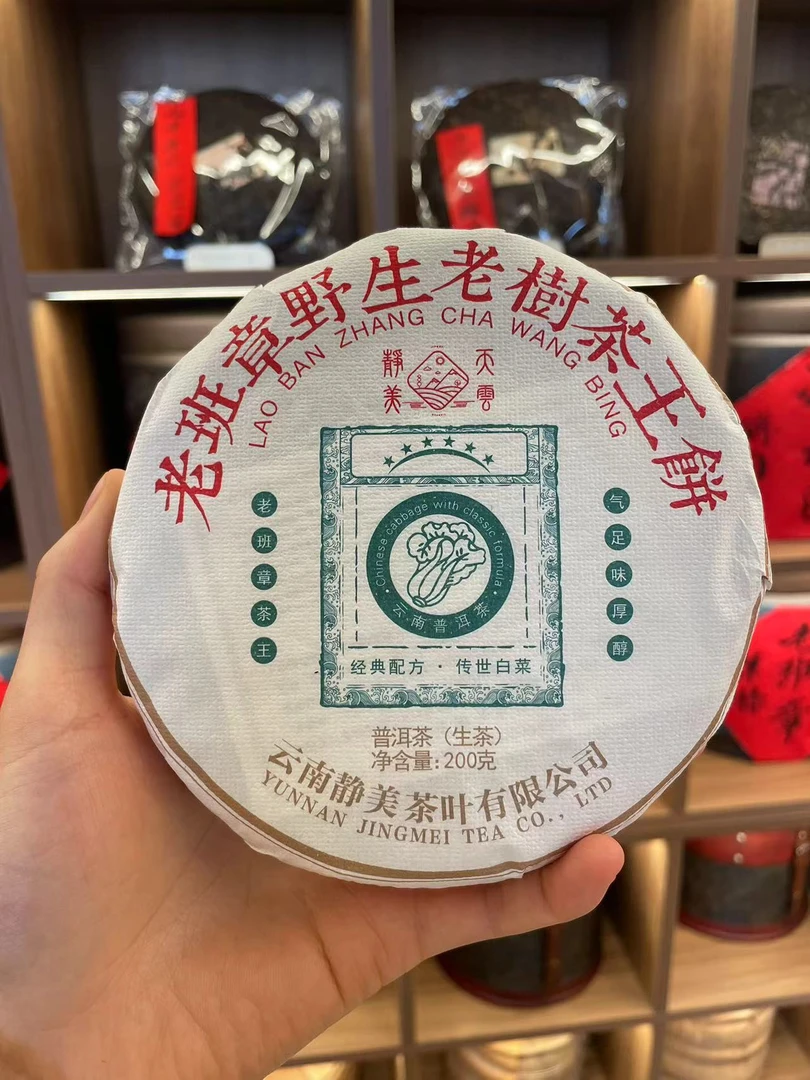 老班章野生老樹茶王餅
LAO BAN ZHANG CHA WANG BING
靜美
天雲
Chinese cabbage with classic formula
云南普洱茶
老班章茶王
气足味厚醇
经典配方·传世白菜
普洱茶（生茶）
净含量:200克
云南静美茶叶有限公司
YUNNAN JINGMEI TEA CO., LTD